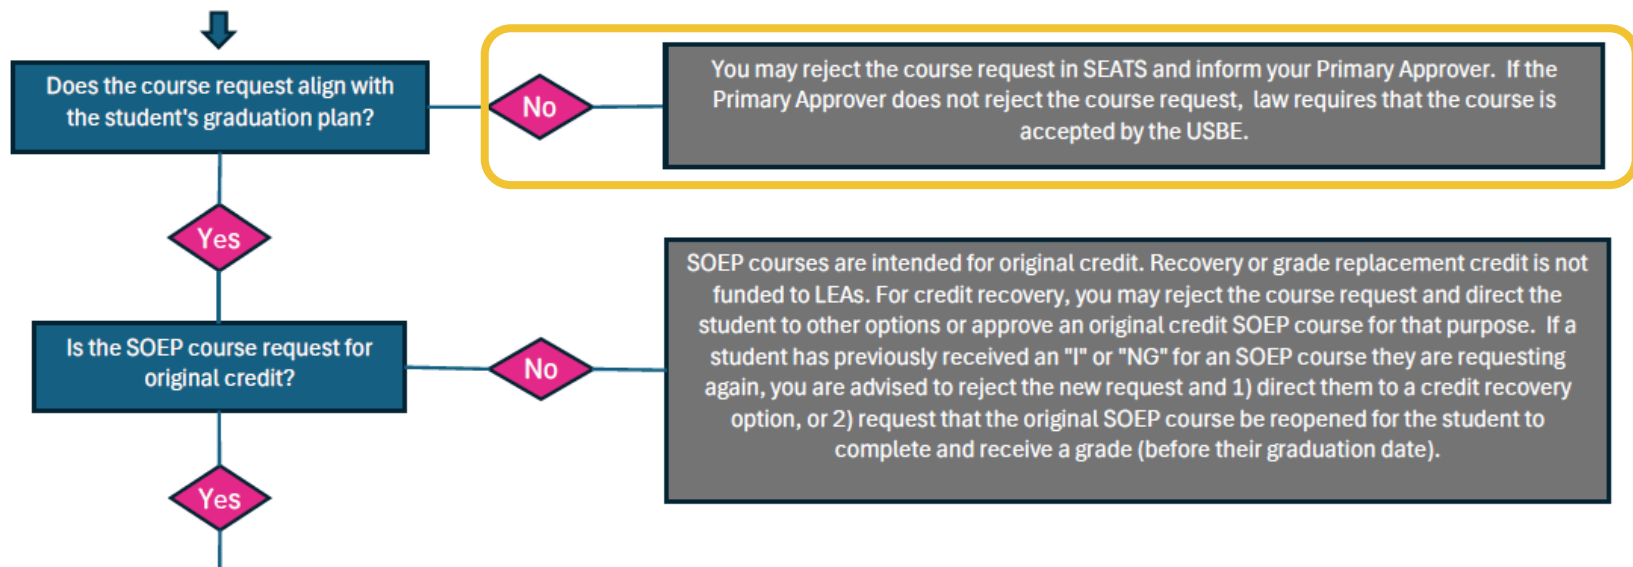 Does the course request align with
the student's graduation plan?
No
You may reject the course request in SEATS and inform your Primary Approver.  If the
Primary Approver does not reject the course request,  law requires that the course is
accepted by the USBE.
Yes
Is the SOEP course request for
original credit?
No
SOEP courses are intended for original credit. Recovery or grade replacement credit is not
funded to LEAs. For credit recovery, you may reject the course request and direct the
student to other options or approve an original credit SOEP course for that purpose.  If a
student has previously received an "I" or "NG" for an SOEP course they are requesting
again, you are advised to reject the new request and 1) direct them to a credit recovery
option, or 2) request that the original SOEP course be reopened for the student to
complete and receive a grade (before their graduation date).
Yes